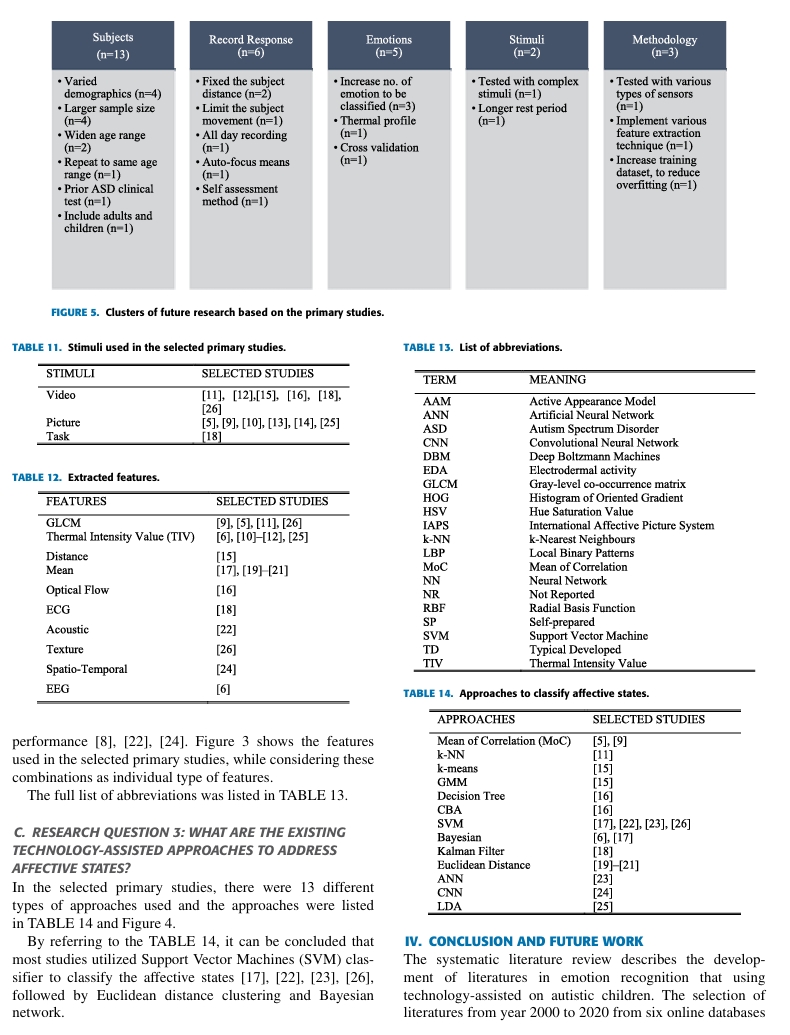 Subjects
(n=13)
• Varied
demographics (n=4)
• Larger sample size
(n=4)
• Widen age range
(n=2)
• Repeat to same age
range (n=1)
• Prior ASD clinical
test (n=1)
• Include adults and
children (n=1)
Record Response
(n=6)
• Fixed the subject
distance (n=2)
• Limit the subject
movement (n=1)
• All day recording
(n=1)
• Auto-focus means
(n=1)
• Self assessment
method (n=1)
Emotions
(n=5)
• Increase no. of
emotion to be
classified (n=3)
• Thermal profile
(n=1)
• Cross validation
(n=1)
Stimuli
(n=2)
• Tested with complex
stimuli (n=1)
• Longer rest period
(n=1)
Methodology
(n=3)
• Tested with various
types of sensors
(n=1)
• Implement various
feature extraction
technique (n=1)
• Increase training
dataset, to reduce
overfitting (n=1)
FIGURE 5. Clusters of future research based on the primary studies.
TABLE 11. Stimuli used in the selected primary studies.
STIMULI SELECTED STUDIES
Video [11], [12],[15], [16], [18],
[26]
Picture [5], [9], [10], [13], [14], [25]
Task [18]
TABLE 12. Extracted features.
FEATURES SELECTED STUDIES
GLCM [9], [5], [11], [26]
Thermal Intensity Value (TIV) [6], [10]–[12], [25]
Distance [15]
Mean [17], [19]–[21]
Optical Flow [16]
ECG [18]
Acoustic [22]
Texture [26]
Spatio-Temporal [24]
EEG [6]
performance [8], [22], [24]. Figure 3 shows the features
used in the selected primary studies, while considering these
combinations as individual type of features.
The full list of abbreviations was listed in TABLE 13.
C. RESEARCH QUESTION 3: WHAT ARE THE EXISTING
TECHNOLOGY-ASSISTED APPROACHES TO ADDRESS
AFFECTIVE STATES?
In the selected primary studies, there were 13 different
types of approaches used and the approaches were listed
in TABLE 14 and Figure 4.
By referring to the TABLE 14, it can be concluded that
most studies utilized Support Vector Machines (SVM) clas-
sifier to classify the affective states [17], [22], [23], [26],
followed by Euclidean distance clustering and Bayesian
network.
TABLE 13. List of abbreviations.
TERM MEANING
AAM Active Appearance Model
ANN Artificial Neural Network
ASD Autism Spectrum Disorder
CNN Convolutional Neural Network
DBM Deep Boltzmann Machines
EDA Electrodermal activity
GLCM Gray-level co-occurrence matrix
HOG Histogram of Oriented Gradient
HSV Hue Saturation Value
IAPS International Affective Picture System
k-NN k-Nearest Neighbours
LBP Local Binary Patterns
MoC Mean of Correlation
NN Neural Network
NR Not Reported
RBF Radial Basis Function
SP Self-prepared
SVM Support Vector Machine
TD Typical Developed
TIV Thermal Intensity Value
TABLE 14. Approaches to classify affective states.
APPROACHES SELECTED STUDIES
Mean of Correlation (MoC) [5], [9]
k-NN [11]
k-means [15]
GMM [15]
Decision Tree [16]
CBA [16]
SVM [17], [22], [23], [26]
Bayesian [6], [17]
Kalman Filter [18]
Euclidean Distance [19]–[21]
ANN [23]
CNN [24]
LDA [25]
IV. CONCLUSION AND FUTURE WORK
The systematic literature review describes the develop-
ment of literatures in emotion recognition that using
technology-assisted on autistic children. The selection of
literatures from year 2000 to 2020 from six online databases